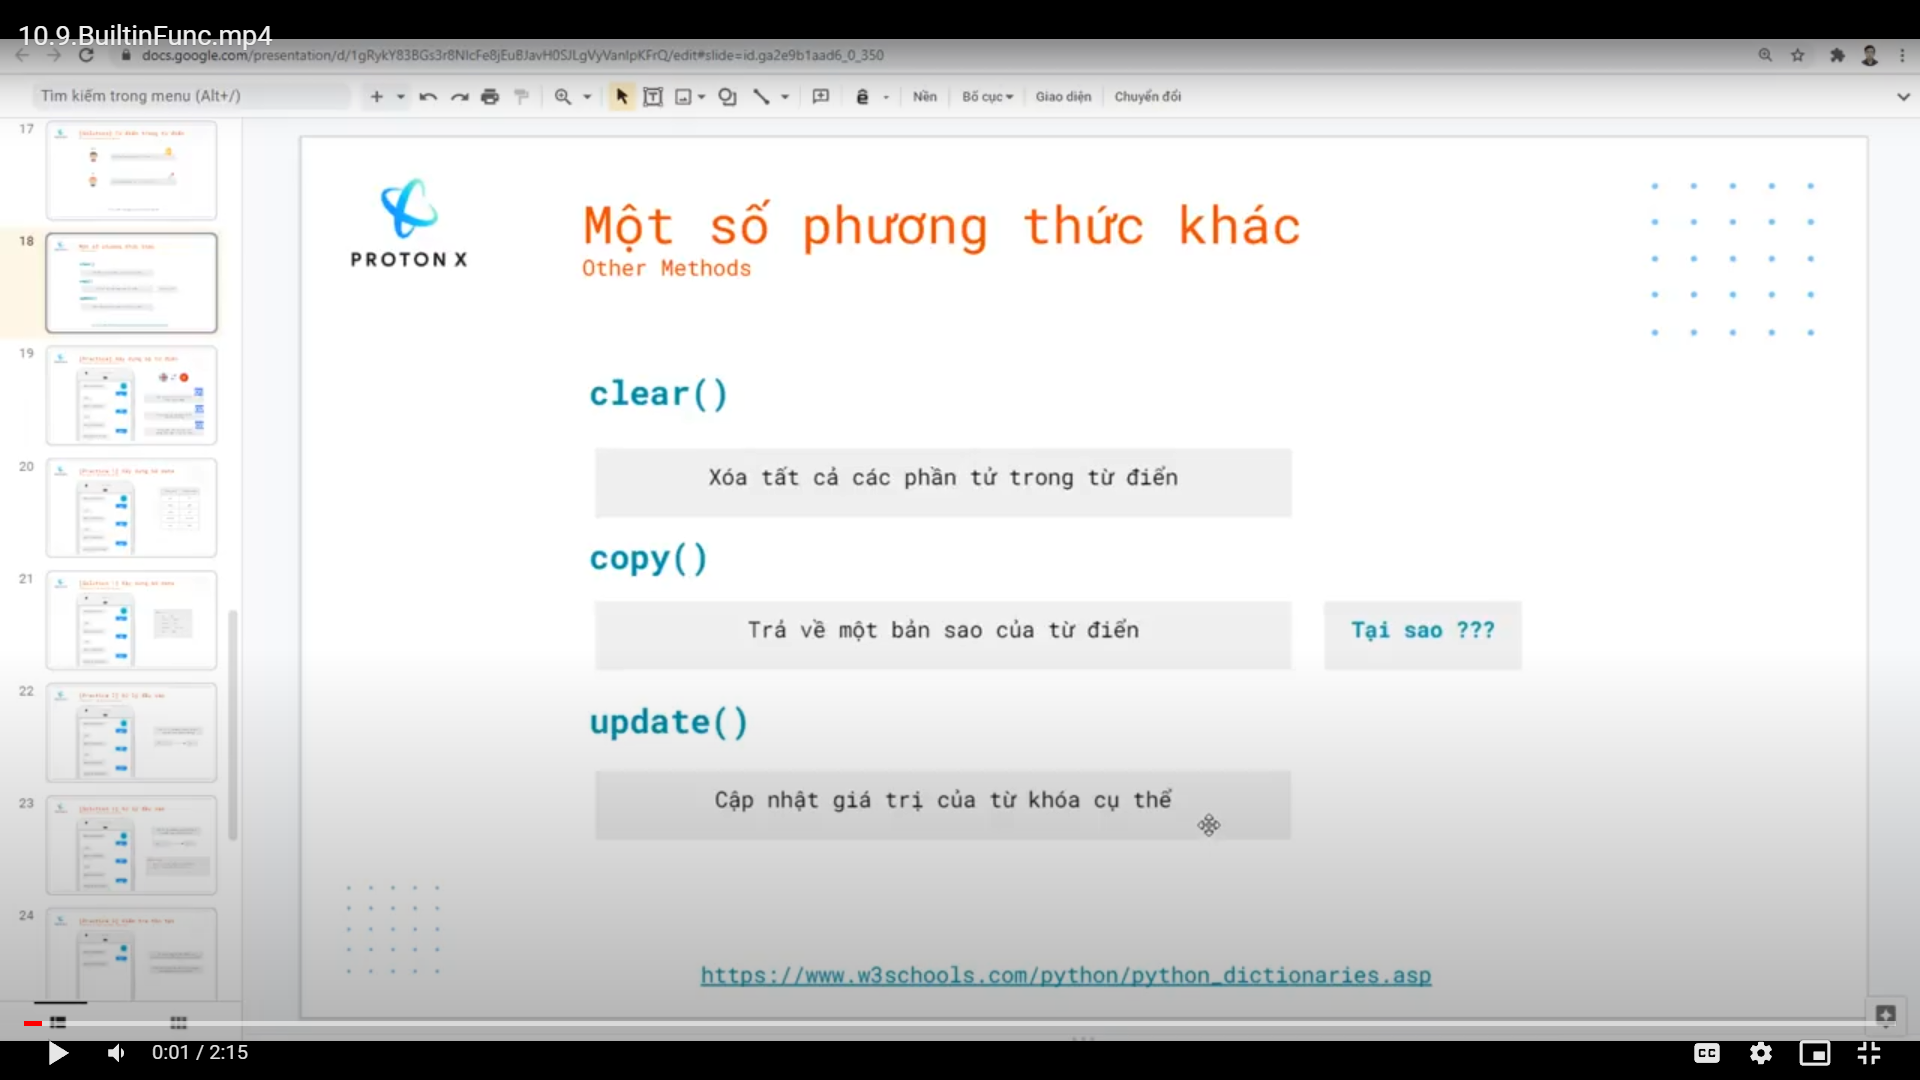 10.9.BuiltinFunc.mp4
docs.google.com/presentation/d/1gRykY83BGs3r8NIcFe8jEuBJavH0SJLgVyVanIpKFrQ/edit#slide=id.ga2e9b1aad6_0_350
Tìm kiếm trong menu (Alt+/)
Nền
Bố cục
Giao diện
Chuyển đổi
17
18
19
20
21
22
23
24
PROTON X
Một số phương thức khác
Other Methods
clear()
Xóa tất cả các phần tử trong từ điển
copy()
Trả về một bản sao của từ điển
Tại sao ???
update()
Cập nhật giá trị của từ khóa cụ thể
https://www.w3schools.com/python/python_dictionaries.asp
0:01 / 2:15
CC